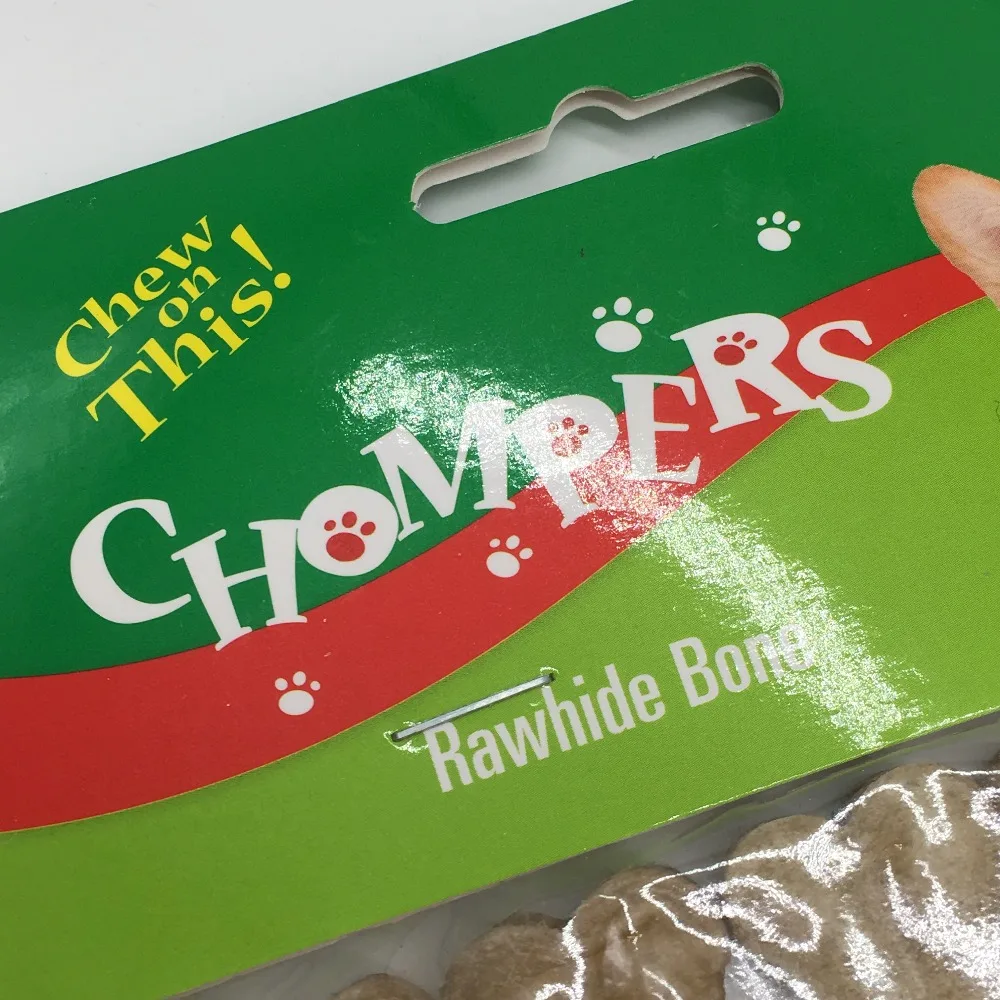 Chew
on
This!
CHOMPERS
Rawhide Bone